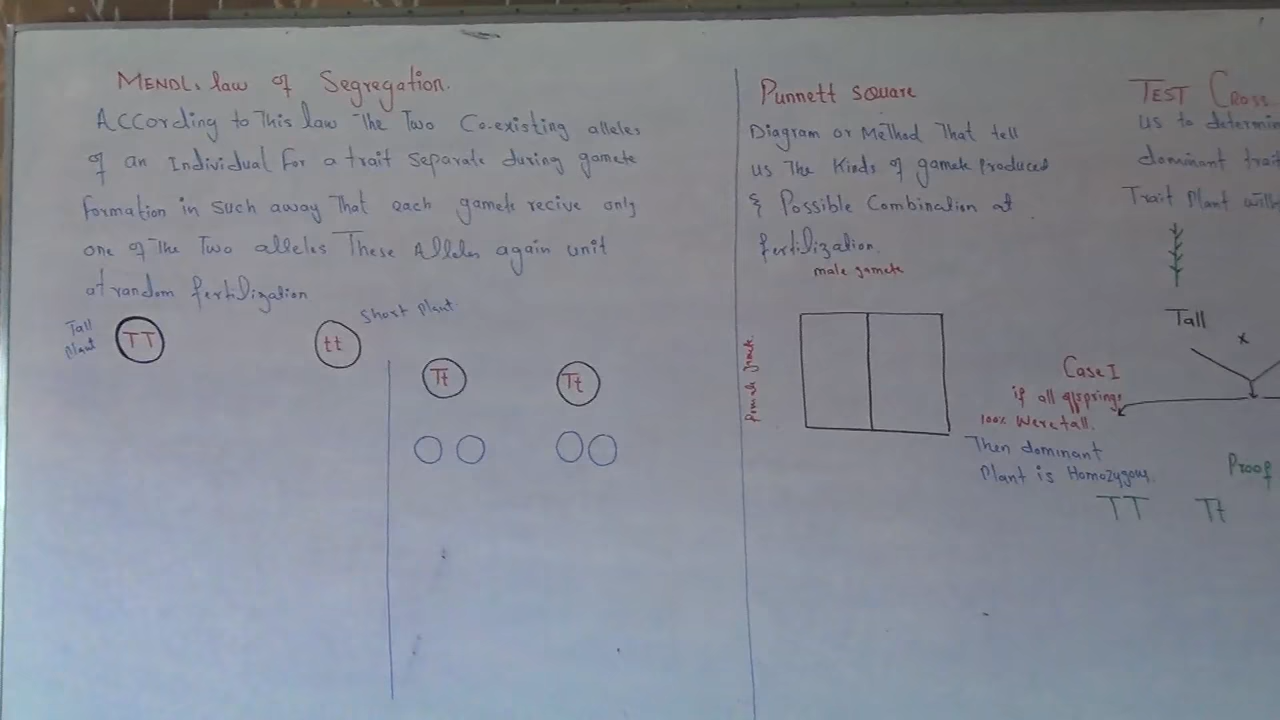 MENDL's law of Segregation.
According to This law The Two Co-existing alleles
of an Individual For a trait separate during gamete
formation in such away That each gamete recive only
one of The Two alleles These Alleles again unit
at random fertilization
Tall
Plant
TT
tt
Short Plant
Tt
Tt
Punnett square
Diagram or Method That tell
us The Kinds of gamete Produced
& Possible Combination at
fertilization.
male gamete
TEST Cross
us to determin
dominant trait
Trait Plant will
Tall
x
Case I
if all offsprings
100% Were tall.
Then dominant
Plant is Homozygous.
Proof
TT
Tt